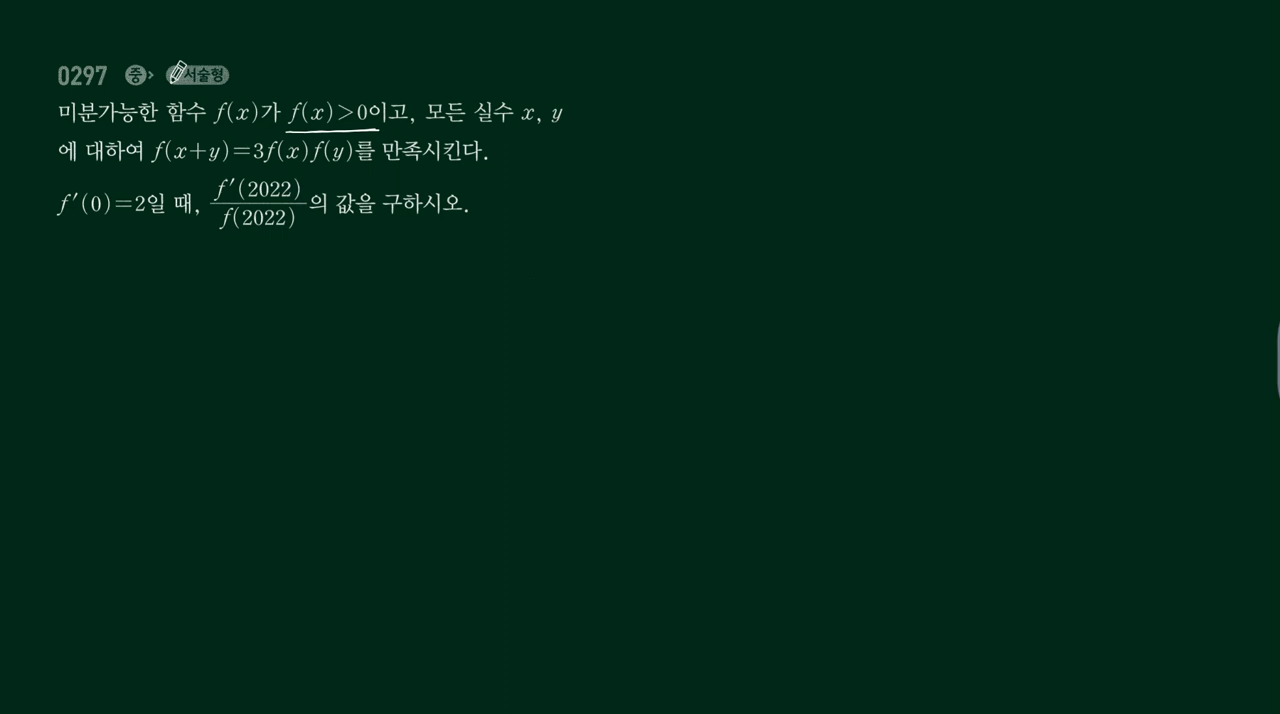 0297 중 서술형
미분가능한 함수 f(x)가 f(x)>0이고, 모든 실수 x, y
에 대하여 f(x+y)=3f(x)f(y)를 만족시킨다.
f′(0)=2일 때, f′(2022)/f(2022)의 값을 구하시오.